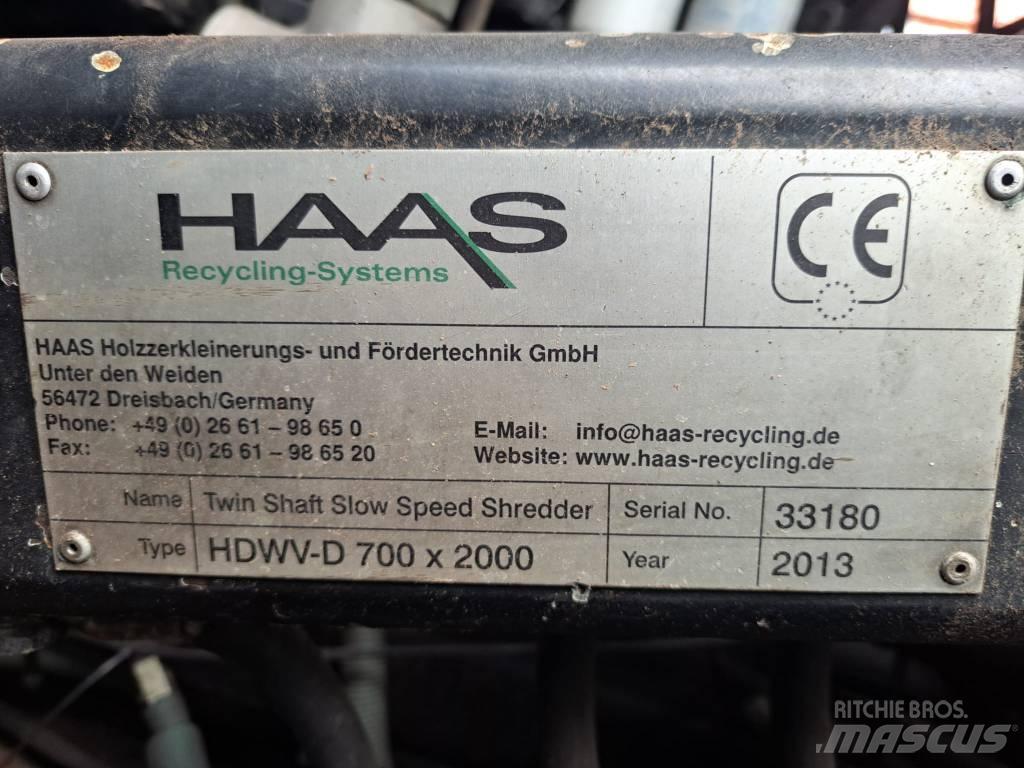 HAAS
Recycling-Systems
CE
HAAS Holzzerkleinerungs- und Fördertechnik GmbH
Unter den Weiden
56472 Dreisbach/Germany
Phone: +49 (0) 26 61 – 98 65 0
Fax: +49 (0) 26 61 – 98 65 20
E-Mail: info@haas-recycling.de
Website: www.haas-recycling.de
Name Twin Shaft Slow Speed Shredder Serial No. 33180
Type HDWV-D 700 x 2000 Year 2013
RITCHIE BROS.
MASCUS